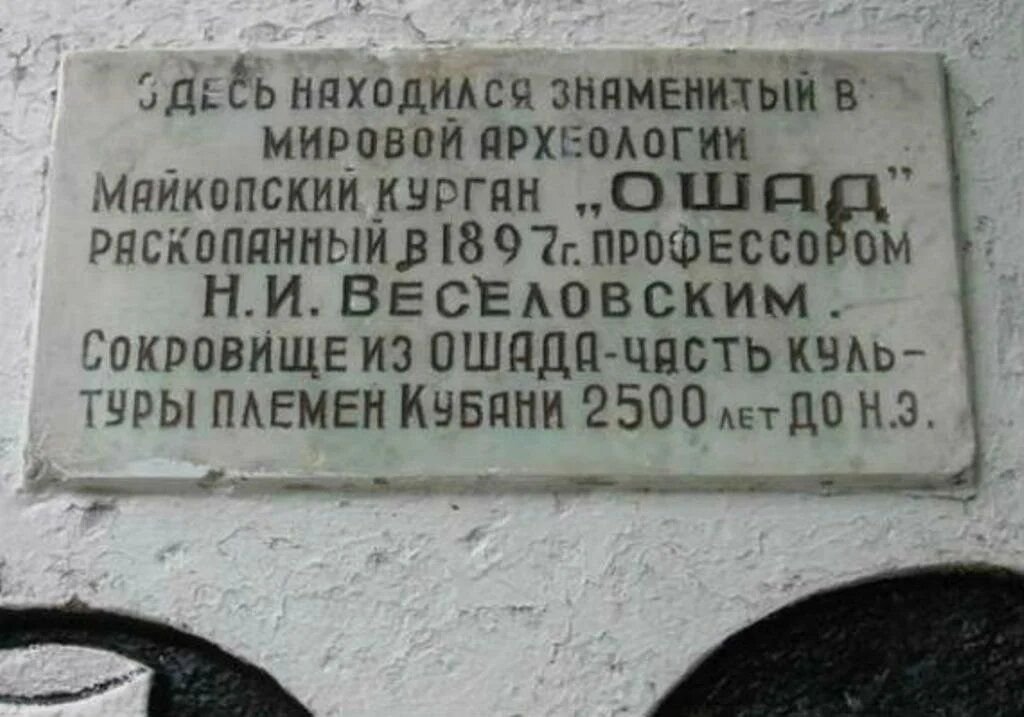 Здесь находился знаменитый в
мировой археологии
Майкопский курган „ОШАД”
раскопанный в 1897г. профессором
Н.И. Веселовским.
Сокровище из ОШАДА-часть куль-
туры племен Кубани 2500 лет до н.э.